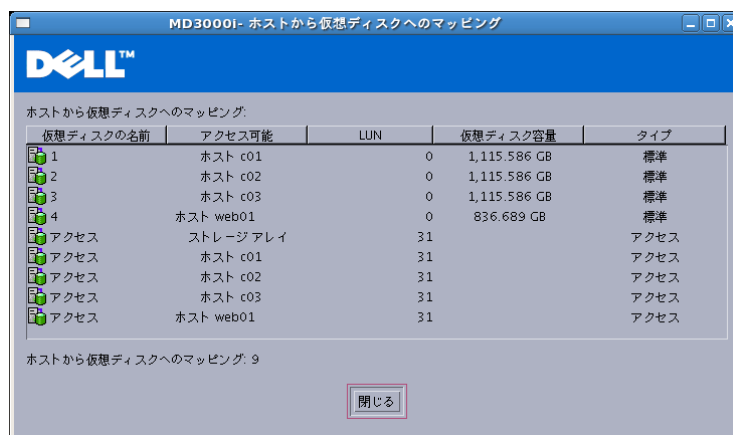 MD3000i- ホストから仮想ディスクへのマッピング
DELL™
ホストから仮想ディスクへのマッピング:
仮想ディスクの名前 アクセス可能 LUN 仮想ディスク容量 タイプ
1 ホスト c01 0 1,115.586 GB 標準
2 ホスト c02 0 1,115.586 GB 標準
3 ホスト c03 0 1,115.586 GB 標準
4 ホスト web01 0 836.689 GB 標準
アクセス ストレージ アレイ 31 アクセス
アクセス ホスト c01 31 アクセス
アクセス ホスト c02 31 アクセス
アクセス ホスト c03 31 アクセス
アクセス ホスト web01 31 アクセス
ホストから仮想ディスクへのマッピング: 9
閉じる